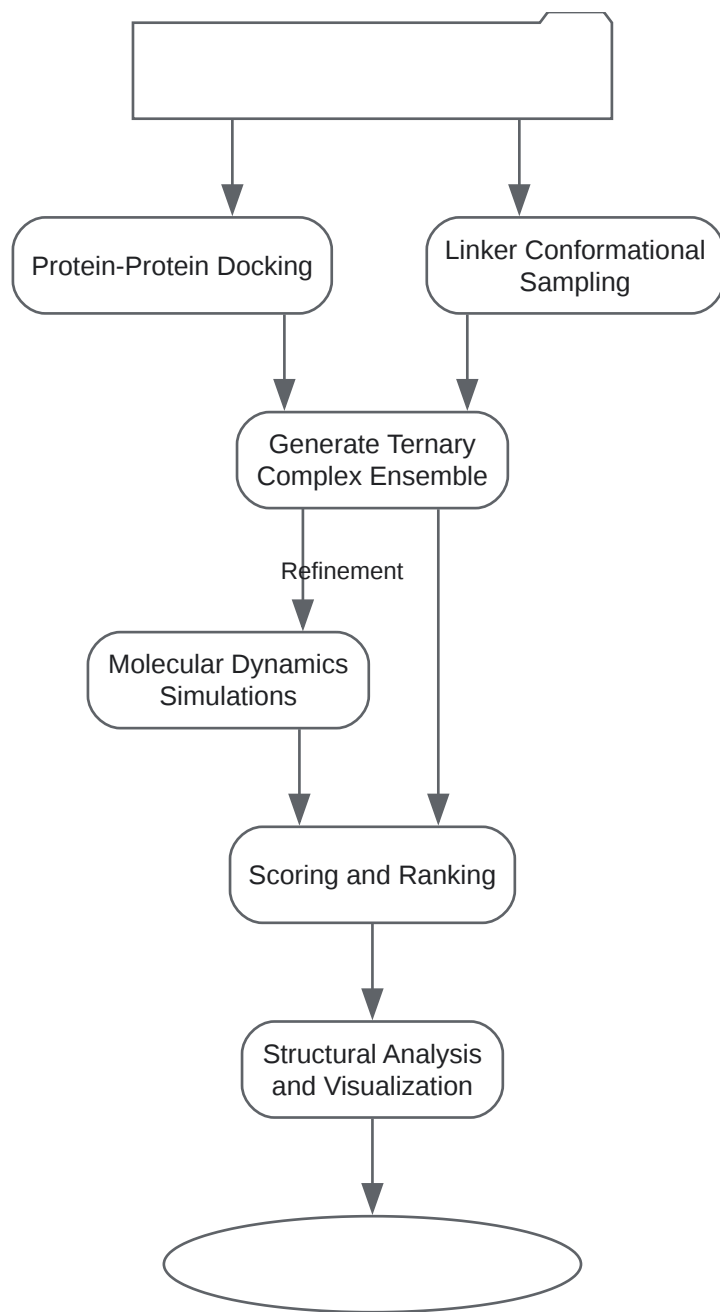 Protein-Protein Docking
Linker Conformational
Sampling
Generate Ternary
Complex Ensemble
Refinement
Molecular Dynamics
Simulations
Scoring and Ranking
Structural Analysis
and Visualization